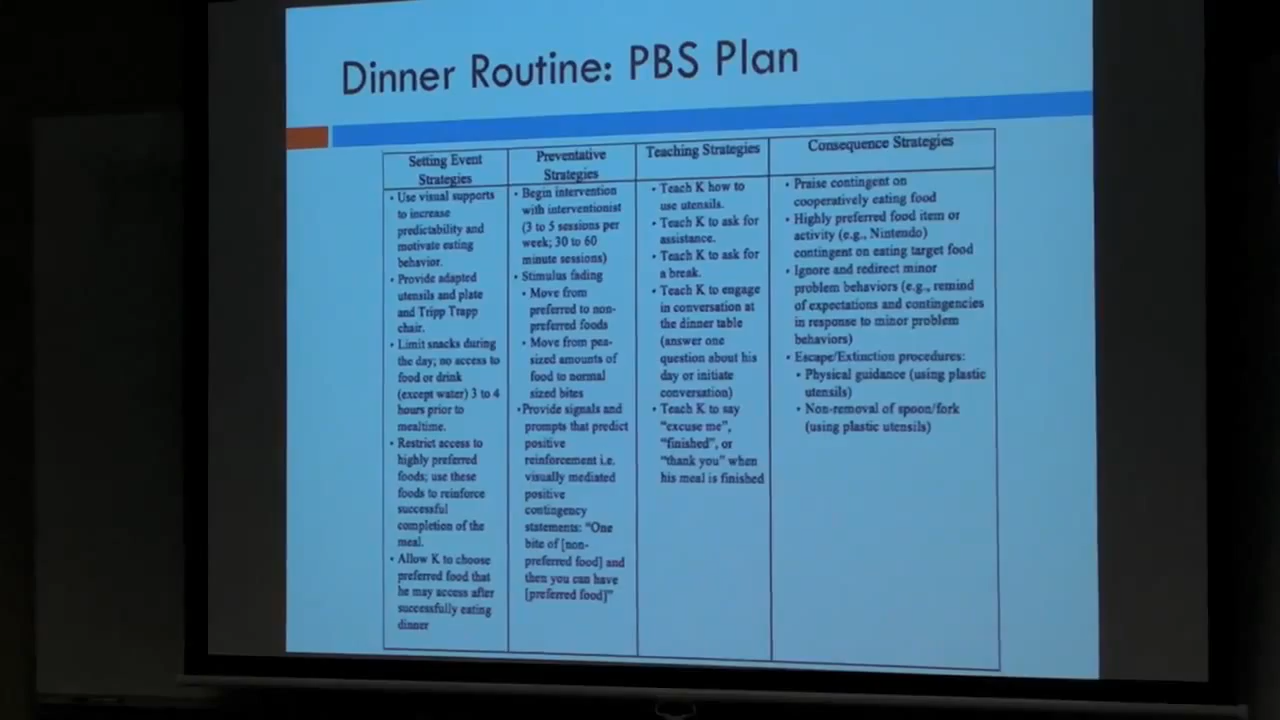 Dinner Routine: PBS Plan
Setting Event
Strategies
• Use visual supports
to increase
predictability and
motivate eating
behavior.
• Provide adapted
utensils and plate
and Tripp Trapp
chair.
• Limit snacks during
the day; no access to
food or drink
(except water) 3 to 4
hours prior to
mealtime.
• Restrict access to
highly preferred
foods; use these
foods to reinforce
successful
completion of the
meal.
• Allow K to choose
preferred food that
he may access after
successfully eating
dinner
Preventative
Strategies
• Begin intervention
with interventionist
(3 to 5 sessions per
week; 30 to 60
minute sessions)
• Stimulus fading
• Move from
preferred to non-
preferred foods
• Move from pea-
sized amounts of
food to normal
sized bites
• Provide signals and
prompts that predict
positive
reinforcement i.e.
visually mediated
positive
contingency
statements: "One
bite of [non-
preferred food] and
then you can have
[preferred food]"
Teaching Strategies
• Teach K how to
use utensils.
• Teach K to ask for
assistance.
• Teach K to ask for
a break.
• Teach K to engage
in conversation at
the dinner table
(answer one
question about his
day or initiate
conversation)
• Teach K to say
"excuse me",
"finished", or
"thank you" when
his meal is finished
Consequence Strategies
• Praise contingent on
cooperatively eating food
• Highly preferred food item or
activity (e.g., Nintendo)
contingent on eating target food
• Ignore and redirect minor
problem behaviors (e.g., remind
of expectations and contingencies
in response to minor problem
behaviors)
• Escape/Extinction procedures:
• Physical guidance (using plastic
utensils)
• Non-removal of spoon/fork
(using plastic utensils)